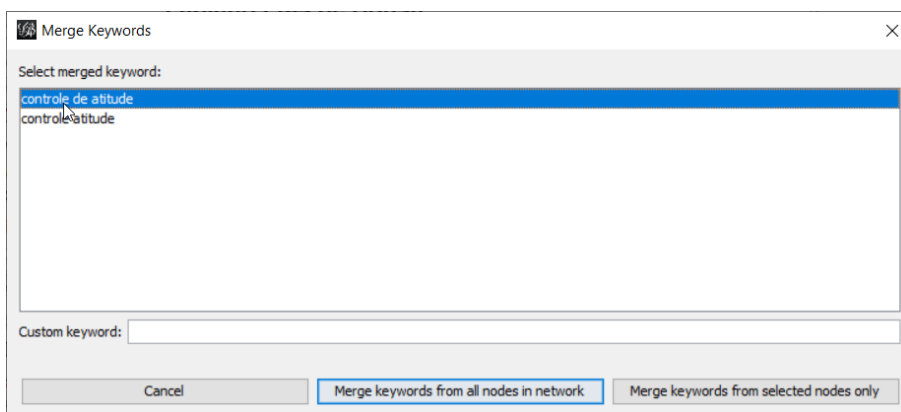 Merge Keywords
Select merged keyword:
controle de atitude
controle atitude
Custom keyword:
Cancel
Merge keywords from all nodes in network
Merge keywords from selected nodes only